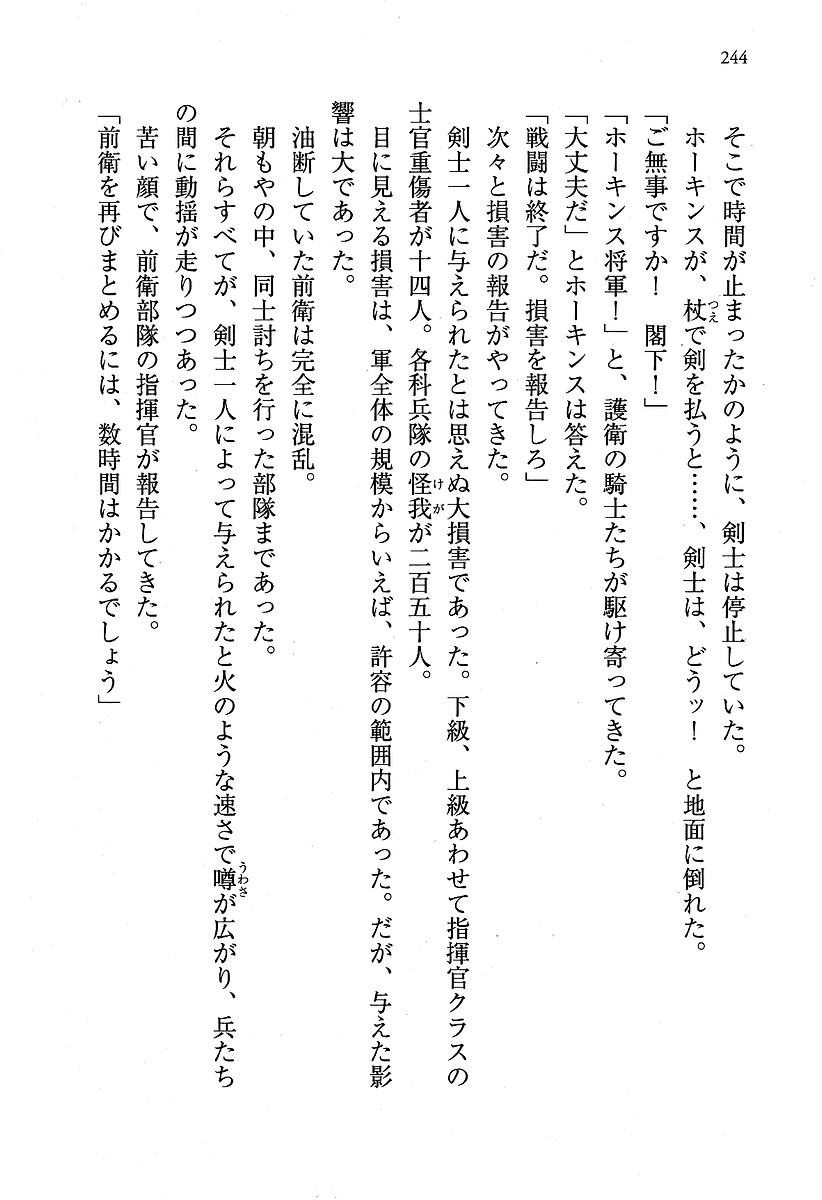 244
そこで時間が止まったかのように、剣士は停止していた。
ホーキンスが、杖で剣を払うと……、剣士は、どうッ！　と地面に倒れた。
「ご無事ですか！　閣下！」
「ホーキンス将軍！」と、護衛の騎士たちが駆け寄ってきた。
「大丈夫だ」とホーキンスは答えた。
「戦闘は終了だ。損害を報告しろ」
次々と損害の報告がやってきた。
剣士一人に与えられたとは思えぬ大損害であった。下級、上級あわせて指揮官クラスの
士官重傷者が十四人。各科兵隊の怪我が二百五十人。
目に見える損害は、軍全体の規模からいえば、許容の範囲内であった。だが、与えた影
響は大であった。
油断していた前衛は完全に混乱。
朝もやの中、同士討ちを行った部隊まであった。
それらすべてが、剣士一人によって与えられたと火のような速さで噂が広がり、兵たち
の間に動揺が走りつつあった。
苦い顔で、前衛部隊の指揮官が報告してきた。
「前衛を再びまとめるには、数時間はかかるでしょう」